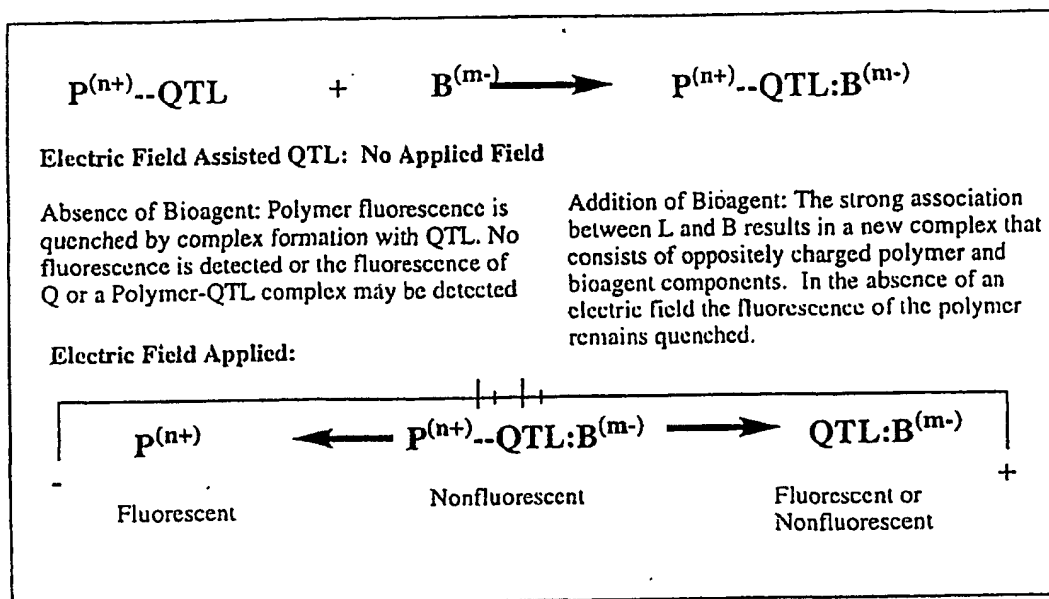 P(n+)--QTL + B(m-) P(n+)--QTL:B(m-)
Electric Field Assisted QTL: No Applied Field
Absence of Bioagent: Polymer fluorescence is
quenched by complex formation with QTL. No
fluorescence is detected or the fluorescence of
Q or a Polymer-QTL complex may be detected
Addition of Bioagent: The strong association
between L and B results in a new complex that
consists of oppositely charged polymer and
bioagent components. In the absence of an
electric field the fluorescence of the polymer
remains quenched.
Electric Field Applied:
P(n+) P(n+)--QTL:B(m-) QTL:B(m-)
- +
Fluorescent Nonfluorescent Fluorescent or
Nonfluorescent